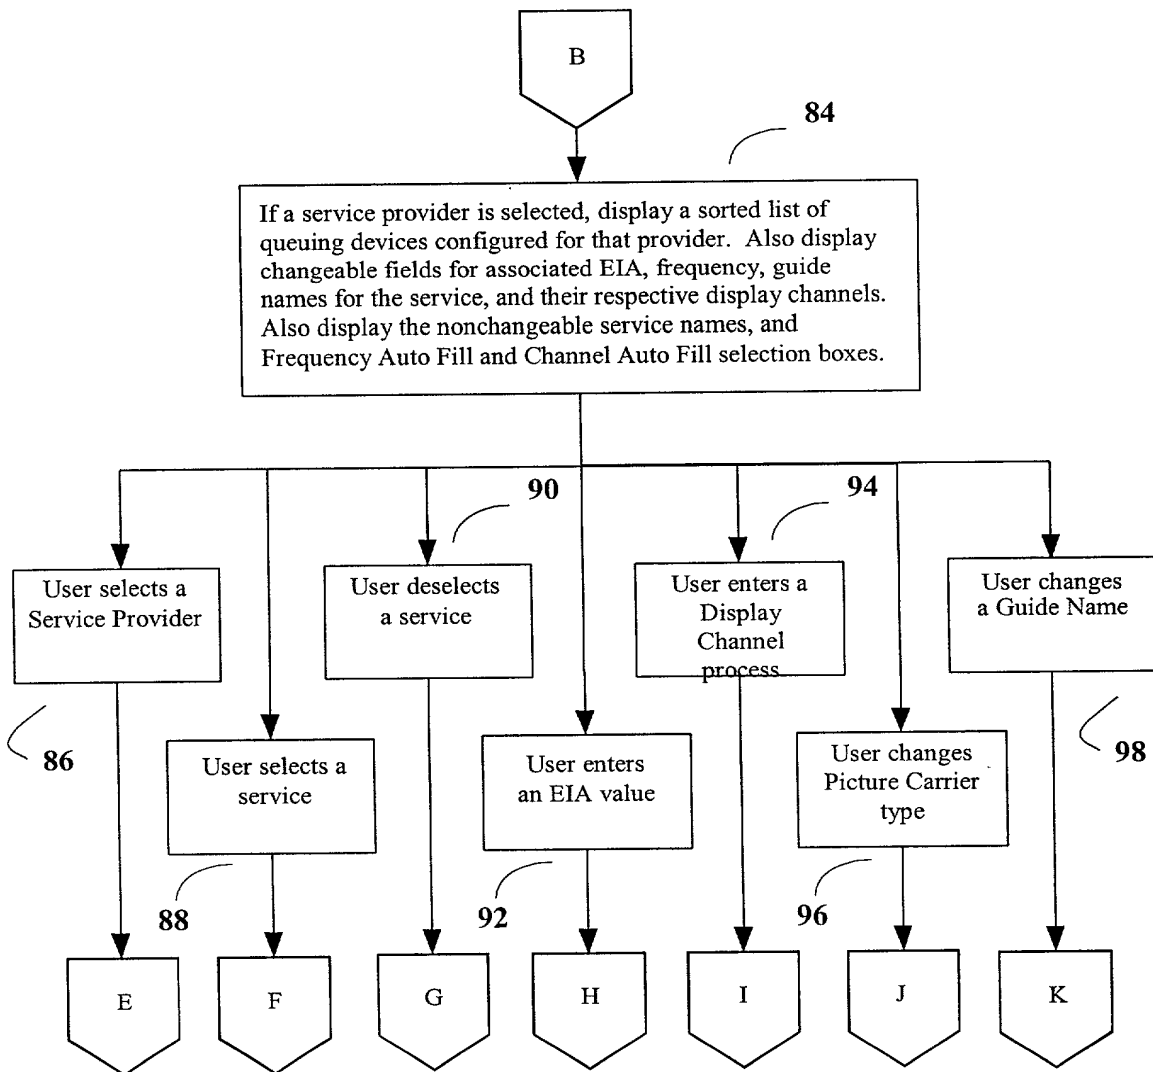 B
84
If a service provider is selected, display a sorted list of
queuing devices configured for that provider. Also display
changeable fields for associated EIA, frequency, guide
names for the service, and their respective display channels.
Also display the nonchangeable service names, and
Frequency Auto Fill and Channel Auto Fill selection boxes.
90
94
User selects a
Service Provider
User deselects
a service
User enters a
Display
Channel
process
User changes
a Guide Name
86
98
User selects a
service
User enters
an EIA value
User changes
Picture Carrier
type
88
92
96
E
F
G
H
I
J
K